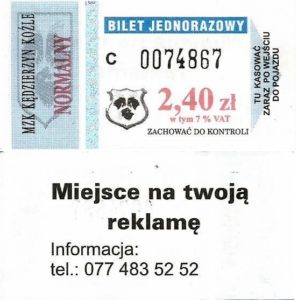 MZK KĘDZIERZYN KOŹLE
NORMALNY
BILET JEDNORAZOWY
C 0074867
2,40 zł
w tym 7 % VAT
ZACHOWAĆ DO KONTROLI
TU KASOWAĆ
ZARAZ PO WEJŚCIU
DO POJAZDU
Miejsce na twoją
reklamę
Informacja:
tel.: 077 483 52 52